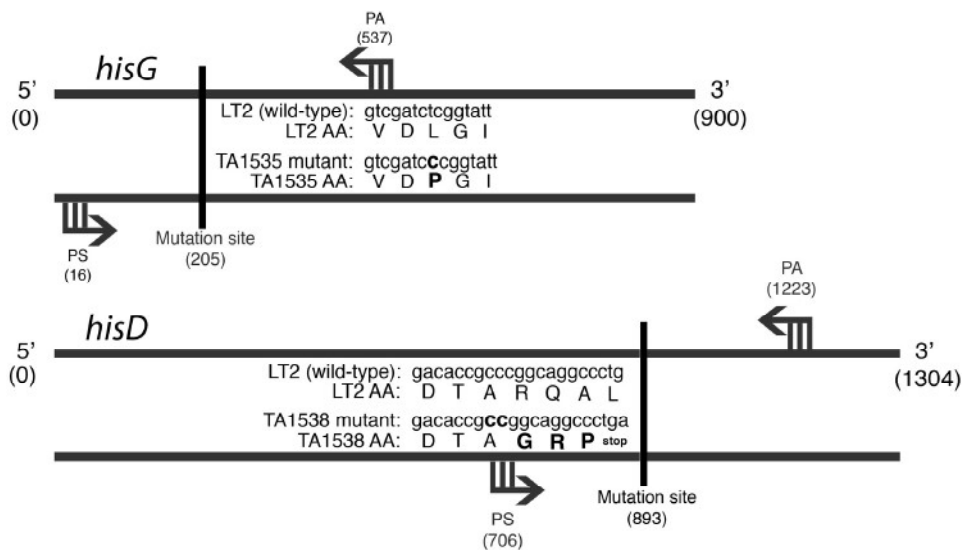 PA
(537)
5' hisG 3'
(0) (900)
LT2 (wild-type): gtcgatctcggtatt
LT2 AA: V D L G I
TA1535 mutant: gtcgatcccggtatt
TA1535 AA: V D P G I
PS
(16)
Mutation site
(205)
PA
(1223)
5' hisD 3'
(0) (1304)
LT2 (wild-type): gacaccgcccggcaggccctg
LT2 AA: D T A R Q A L
TA1538 mutant: gacaccgccggcaggccctga
TA1538 AA: D T A G R P stop
PS
(706)
Mutation site
(893)